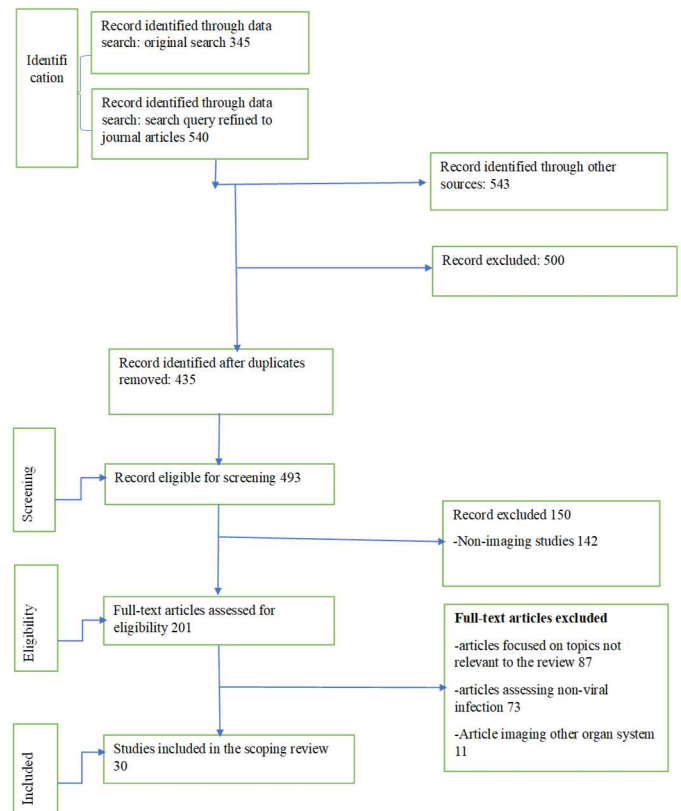 Record identified through data
search: original search 345
Identifi
cation
Record identified through data
search: search query refined to
journal articles 540
Record identified through other
sources: 543
Record excluded: 500
Record identified after duplicates
removed: 435
Screening
Record eligible for screening 493
Record excluded 150
-Non-imaging studies 142
Eligibility
Full-text articles assessed for
eligibility 201
Full-text articles excluded
-articles focused on topics not
relevant to the review 87
-articles assessing non-viral
infection 73
-Article imaging other organ system
11
Included
Studies included in the scoping review
30